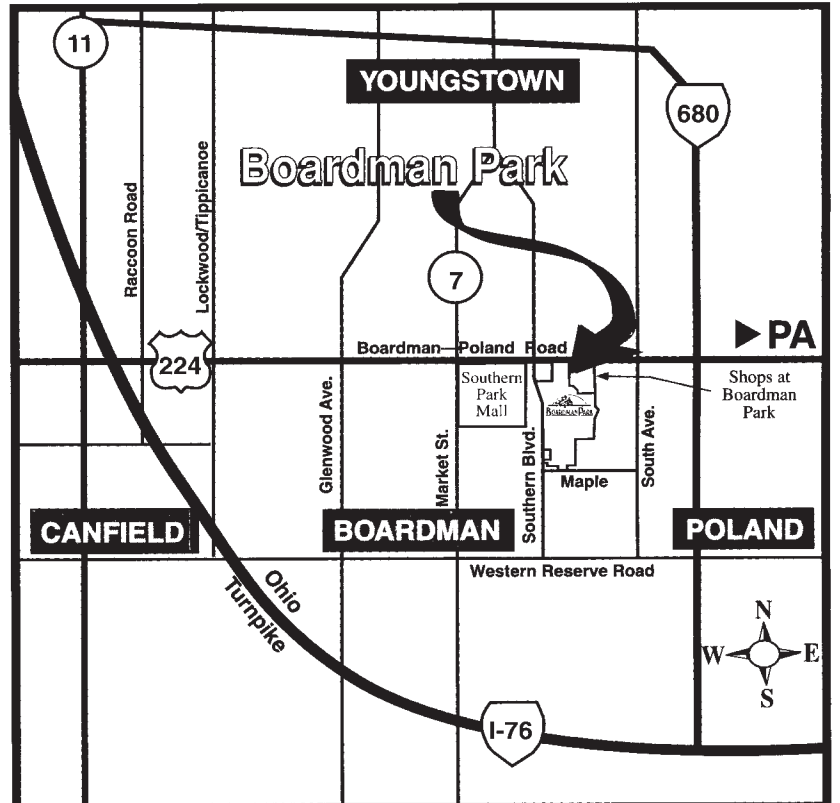 11
YOUNGSTOWN
680
Boardman Park
Raccoon Road
Lockwood/Tippicanoe
7
PA
Boardman—Poland Road
224
Southern
Park
Mall
BOARDMAN PARK
Shops at
Boardman
Park
Glenwood Ave.
Market St.
Southern Blvd.
South Ave.
Maple
CANFIELD
BOARDMAN
POLAND
Western Reserve Road
Ohio
Turnpike
N
W
E
S
I-76